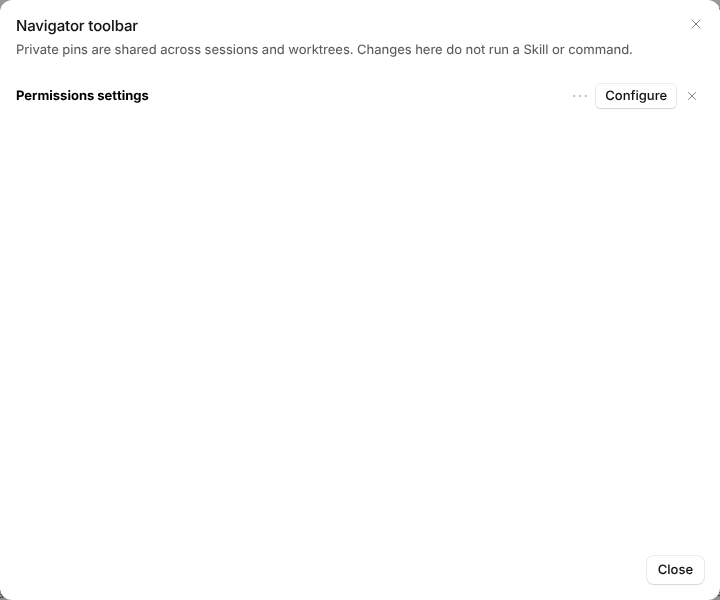 Navigator toolbar
Private pins are shared across sessions and worktrees. Changes here do not run a Skill or command.
Permissions settings
Configure
Close